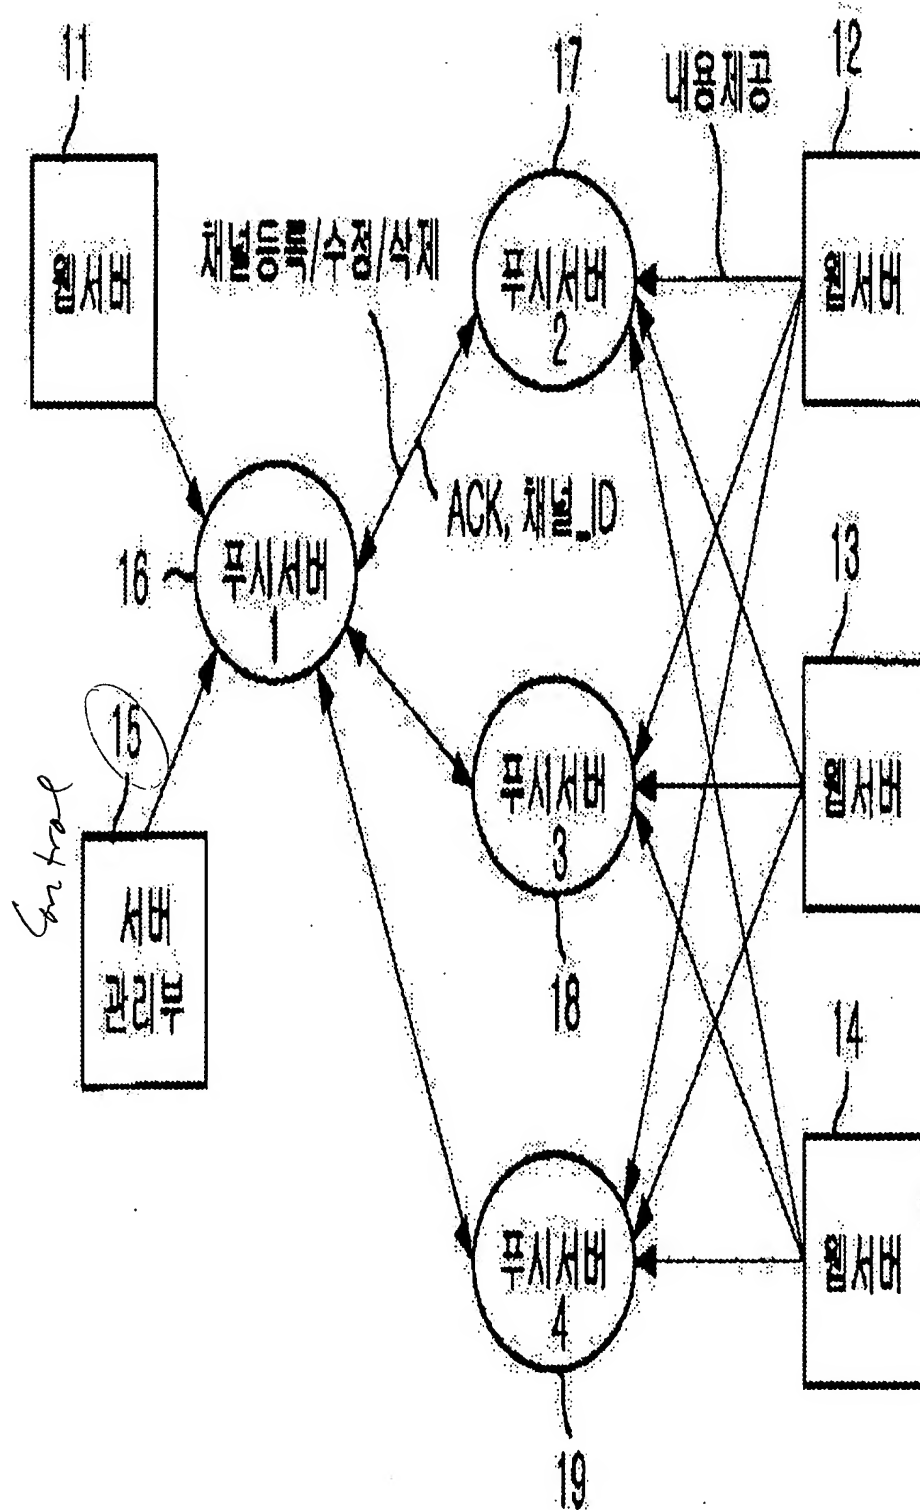 11
17
12
내용제공
웹서버
채널등록/수정/삭제
푸시서버
2
웹서버
ACK, 채널_ID
16
푸시서버
1
13
15
control
푸시서버
3
웹서버
서버
관리부
18
14
푸시서버
4
웹서버
19